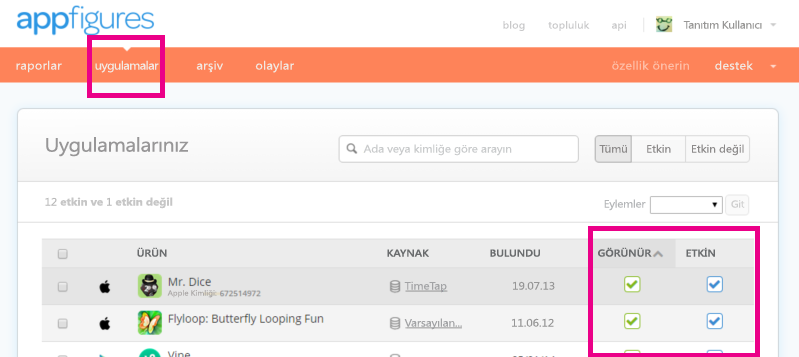 appfigures
blog topluluk api Tanıtım Kullanıcı
raporlar uygulamalar arşiv olaylar özellik önerin destek
Uygulamalarınız Ada veya kimliğe göre arayın Tümü Etkin Etkin değil
12 etkin ve 1 etkin değil
Eylemler Git
ÜRÜN KAYNAK BULUNDU GÖRÜNÜR ETKİN
Mr. Dice TimeTap 19.07.13
Apple Kimliği: 672514972
Flyloop: Butterfly Looping Fun Varsayılan... 11.06.12
Vine